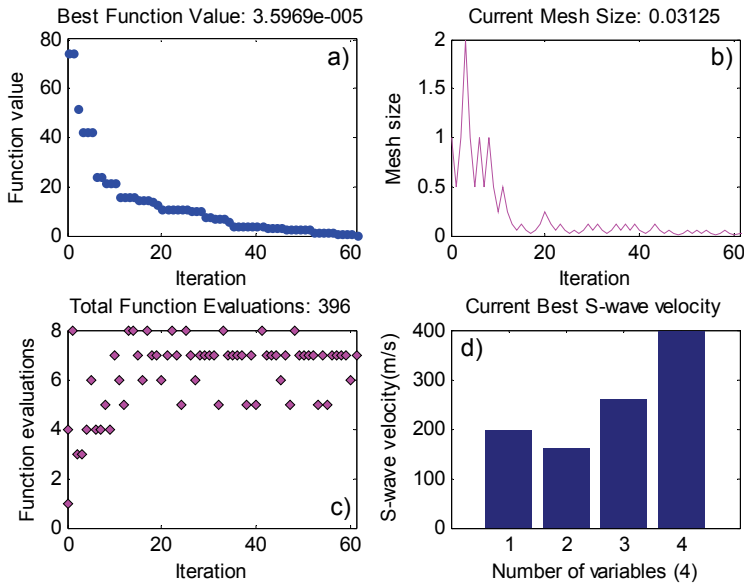 Best Function Value: 3.5969e-005
80
60
40
20
0
Function value
a)
0
20
40
60
Iteration
Current Mesh Size: 0.03125
2
1.5
1
0.5
0
Mesh size
b)
0
20
40
60
Iteration
Total Function Evaluations: 396
8
6
4
2
0
Function evaluations
c)
0
20
40
60
Iteration
Current Best S-wave velocity
400
300
200
100
0
S-wave velocity(m/s)
d)
1
2
3
4
Number of variables (4)